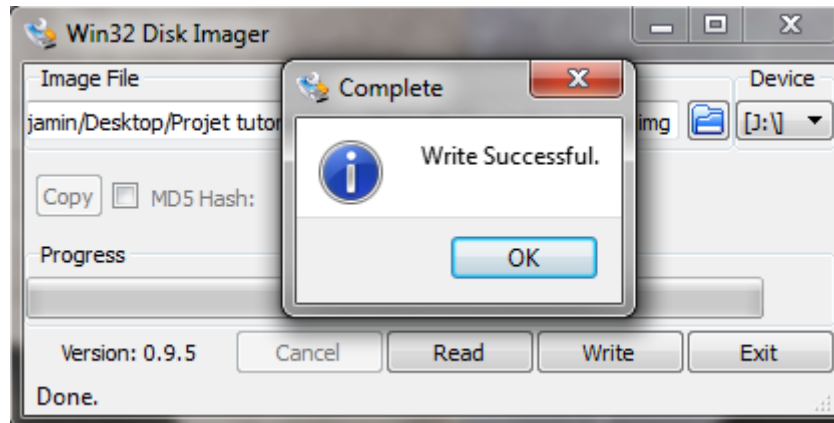 Win32 Disk Imager
Image File
Device
jamin/Desktop/Projet tutor
img
[J:\]
Complete
Write Successful.
OK
Copy
MD5 Hash:
Progress
Version: 0.9.5
Cancel
Read
Write
Exit
Done.